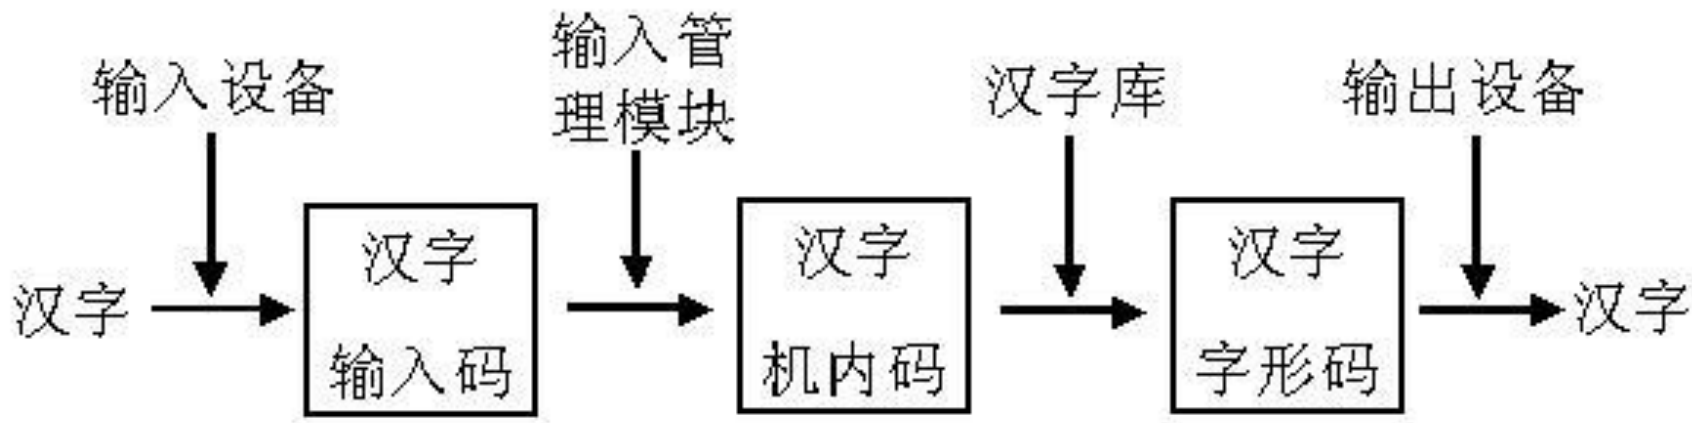 输入设备
输入管
理模块
汉字库
输出设备
汉字
汉字
输入码
汉字
机内码
汉字
字形码
汉字